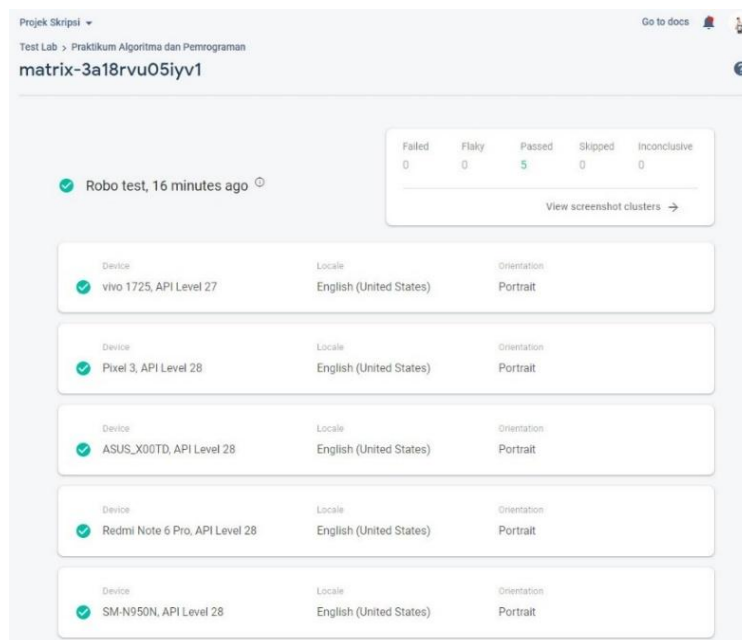 Projek Skripsi
Go to docs
Test Lab > Praktikum Algoritma dan Pemrograman
matrix-3a18rvu05iyv1
Failed Flaky Passed Skipped Inconclusive
0 0 5 0 0
Robo test, 16 minutes ago
View screenshot clusters →
Device Locale Orientation
vivo 1725, API Level 27 English (United States) Portrait
Device Locale Orientation
Pixel 3, API Level 28 English (United States) Portrait
Device Locale Orientation
ASUS_X00TD, API Level 28 English (United States) Portrait
Device Locale Orientation
Redmi Note 6 Pro, API Level 28 English (United States) Portrait
Device Locale Orientation
SM-N950N, API Level 28 English (United States) Portrait